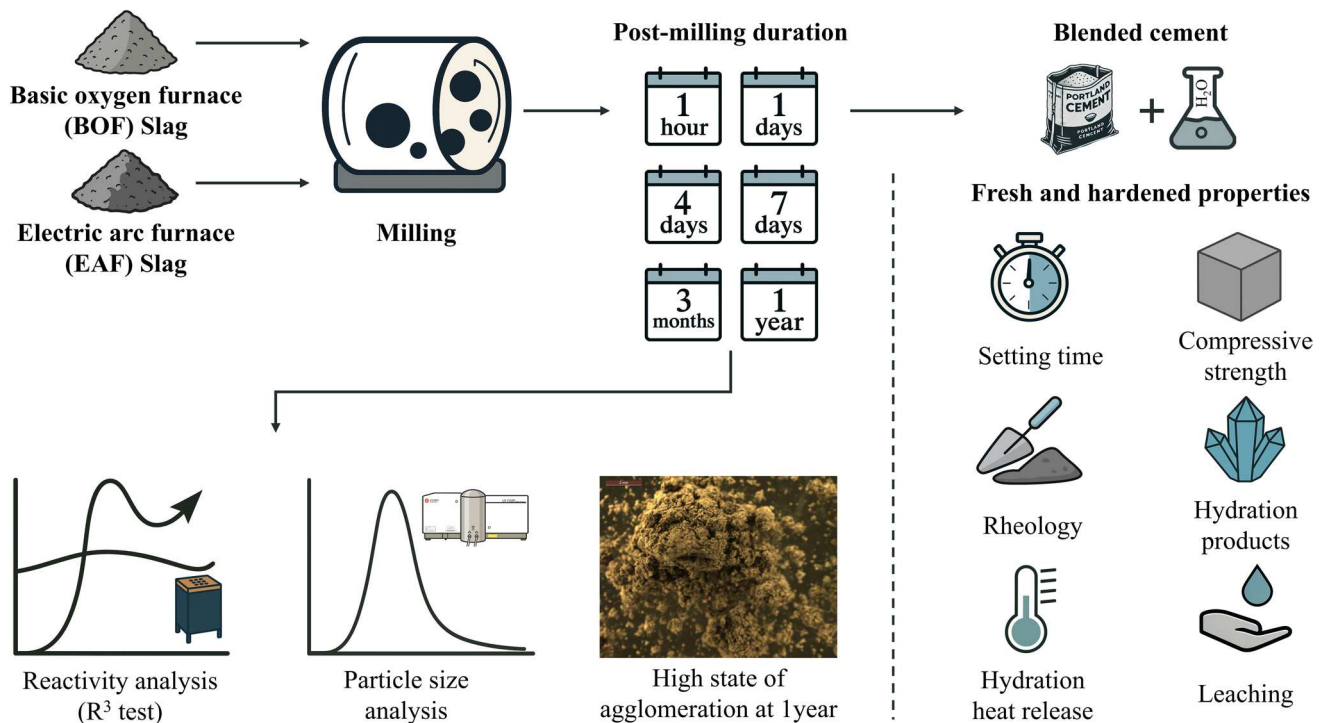 Basic oxygen furnace
(BOF) Slag
Electric arc furnace
(EAF) Slag
Milling
Post-milling duration
1
hour
1
days
4
days
7
days
3
months
1
year
Blended cement
PORTLAND
CEMENT
+
H2O
Fresh and hardened properties
Setting time
Compressive
strength
Rheology
Hydration
products
Hydration
heat release
Leaching
Reactivity analysis
(R³ test)
Particle size
analysis
High state of
agglomeration at 1year